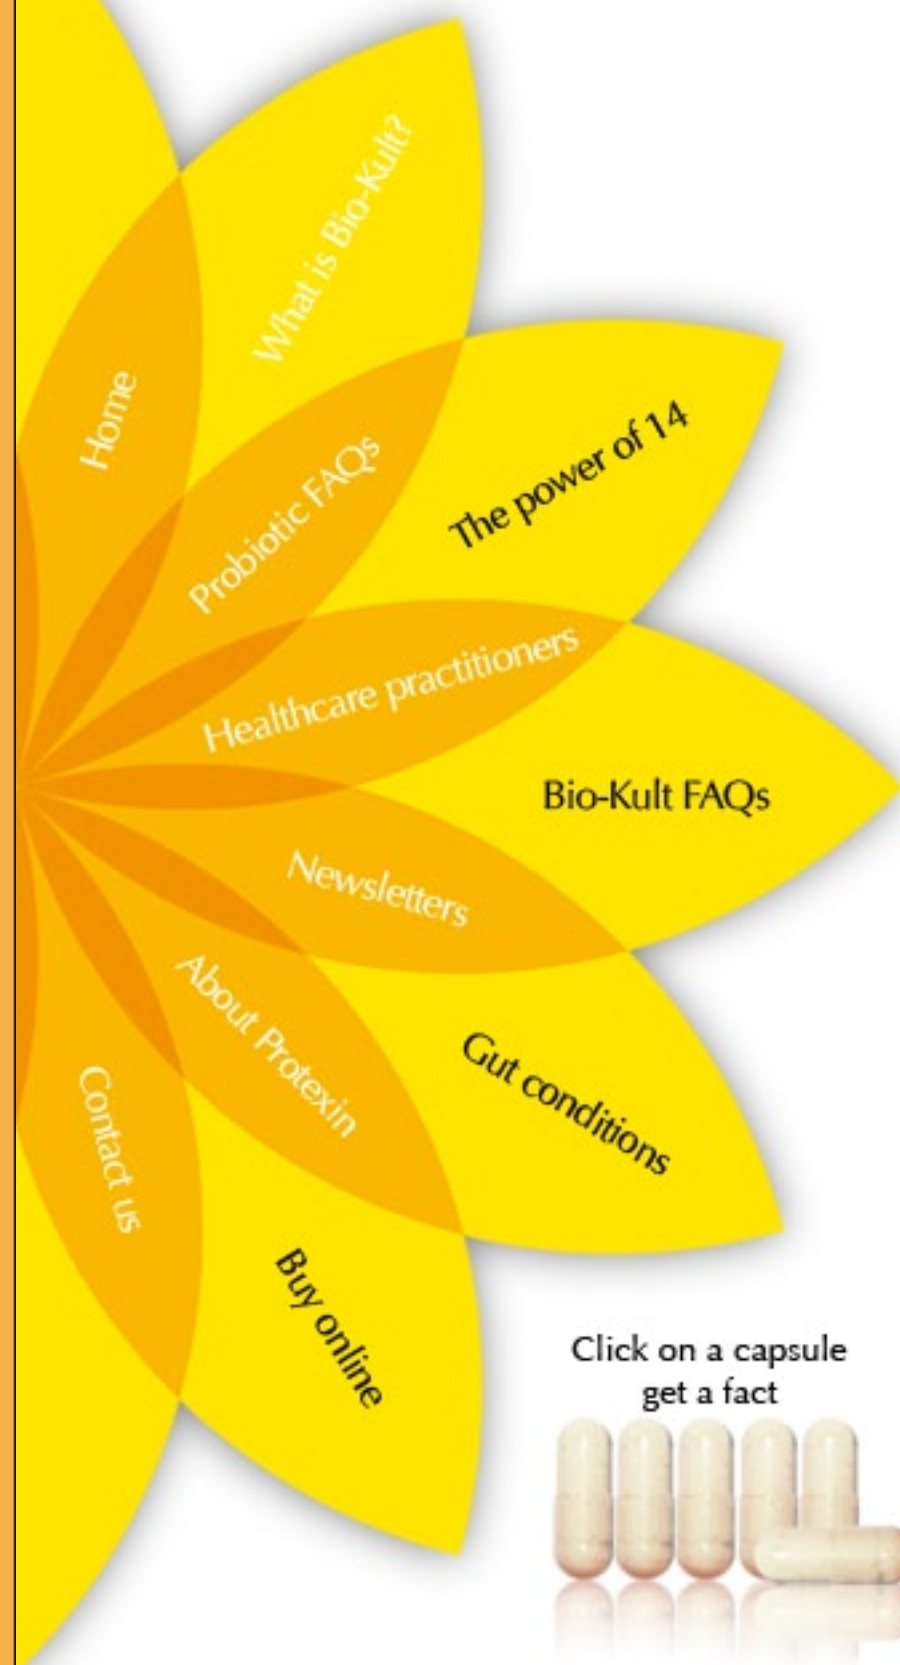 What is Bio-Kult?
Home
Probiotic FAQs
The power of 14
Healthcare practitioners
Bio-Kult FAQs
Newsletters
About Protexin
Gut conditions
Contact us
Buy online
Click on a capsule
get a fact